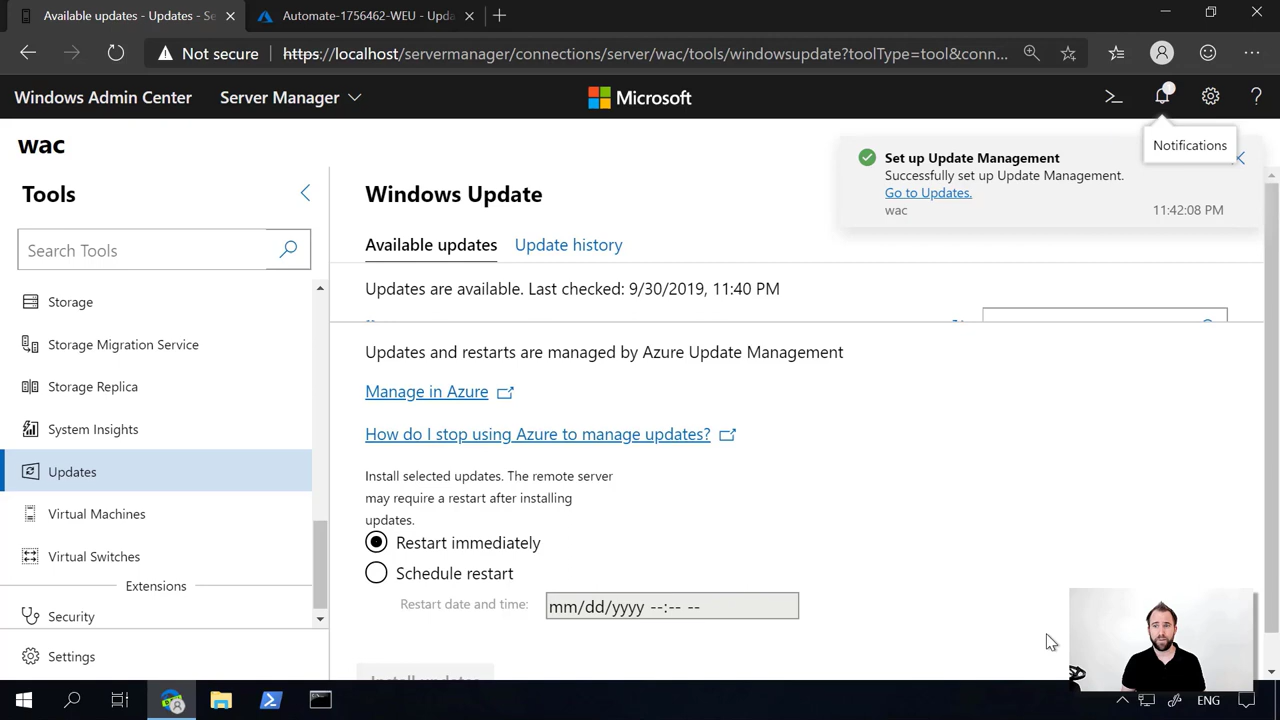 Available updates - Updates - Se
Automate-1756462-WEU - Upda
Not secure
https://localhost/servermanager/connections/server/wac/tools/windowsupdate?toolType=tool&conn...
Windows Admin Center
Server Manager
Microsoft
wac
Notifications
Set up Update Management
Successfully set up Update Management.
Go to Updates.
wac
11:42:08 PM
Tools
Search Tools
Storage
Storage Migration Service
Storage Replica
System Insights
Updates
Virtual Machines
Virtual Switches
Extensions
Security
Settings
Windows Update
Available updates
Update history
Updates are available. Last checked: 9/30/2019, 11:40 PM
Updates and restarts are managed by Azure Update Management
Manage in Azure
How do I stop using Azure to manage updates?
Install selected updates. The remote server
may require a restart after installing
updates.
Restart immediately
Schedule restart
Restart date and time:
mm/dd/yyyy --:-- --
Install updates
ENG